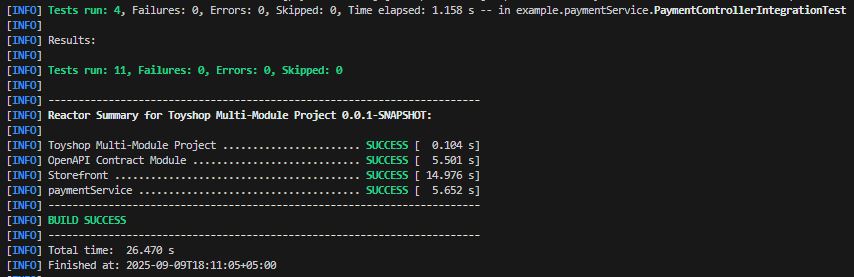 [INFO] Tests run: 4, Failures: 0, Errors: 0, Skipped: 0, Time elapsed: 1.158 s -- in example.paymentService.PaymentControllerIntegrationTest
[INFO]
[INFO] Results:
[INFO]
[INFO] Tests run: 11, Failures: 0, Errors: 0, Skipped: 0
[INFO]
[INFO] ------------------------------------------------------------------------
[INFO] Reactor Summary for Toyshop Multi-Module Project 0.0.1-SNAPSHOT:
[INFO]
[INFO] Toyshop Multi-Module Project ....................... SUCCESS [  0.104 s]
[INFO] OpenAPI Contract Module ............................ SUCCESS [  5.501 s]
[INFO] Storefront ......................................... SUCCESS [ 14.976 s]
[INFO] paymentService ..................................... SUCCESS [  5.652 s]
[INFO] ------------------------------------------------------------------------
[INFO] BUILD SUCCESS
[INFO] ------------------------------------------------------------------------
[INFO] Total time:  26.470 s
[INFO] Finished at: 2025-09-09T18:11:05+05:00